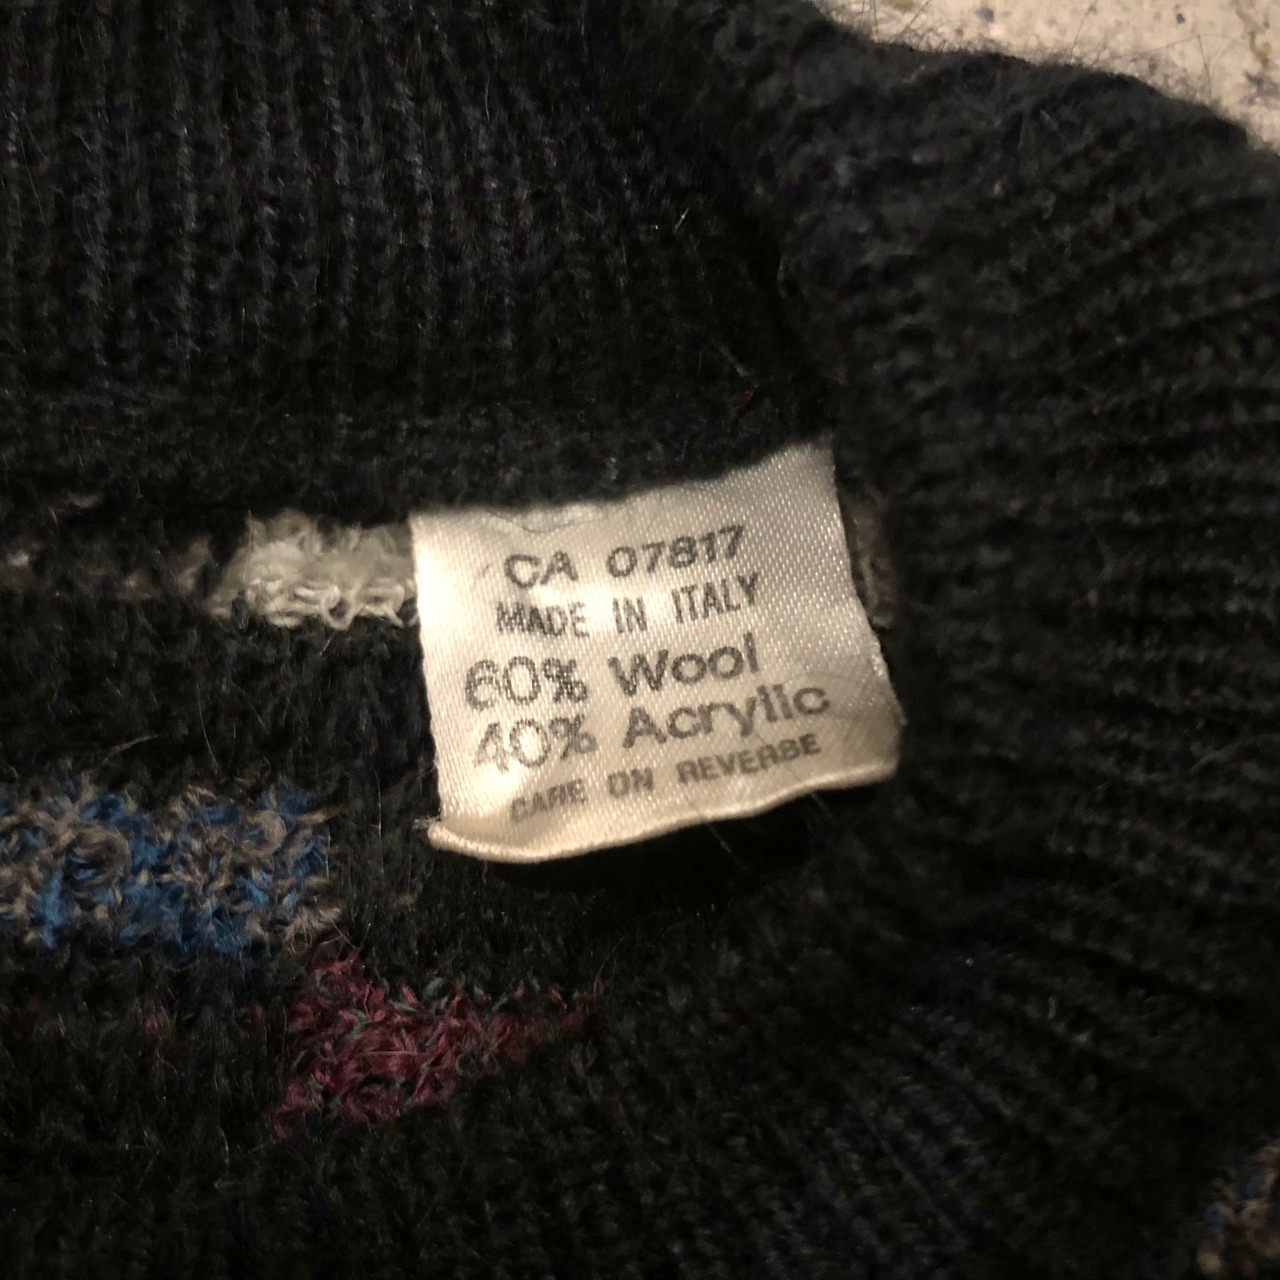 CA 07817
MADE IN ITALY
60% Wool
40% Acrylic
CARE ON REVERSE